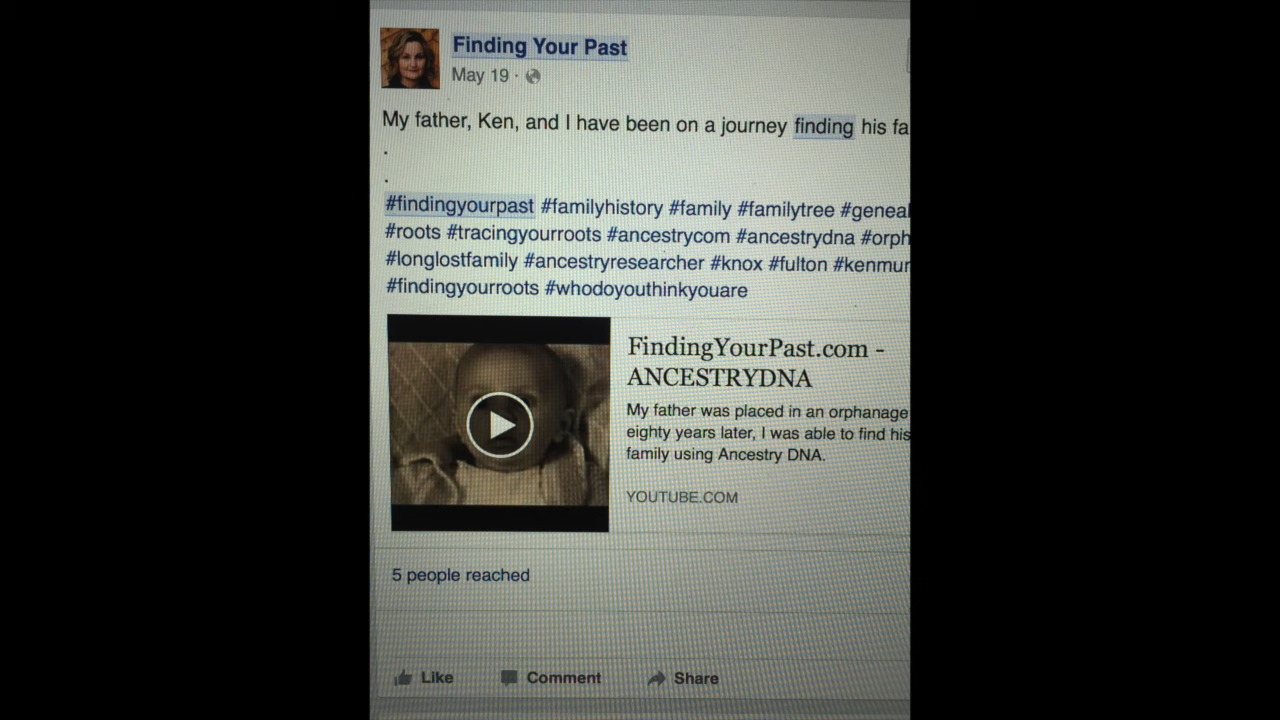 Finding Your Past
May 19 ·
My father, Ken, and I have been on a journey finding his fa
.
.
#findingyourpast #familyhistory #family #familytree #geneal
#roots #tracingyourroots #ancestrycom #ancestrydna #orph
#longlostfamily #ancestryresearcher #knox #fulton #kenmur
#findingyourroots #whodoyouthinkyouare
FindingYourPast.com -
ANCESTRYDNA
My father was placed in an orphanage
eighty years later, I was able to find his
family using Ancestry DNA.
YOUTUBE.COM
5 people reached
Like Comment Share